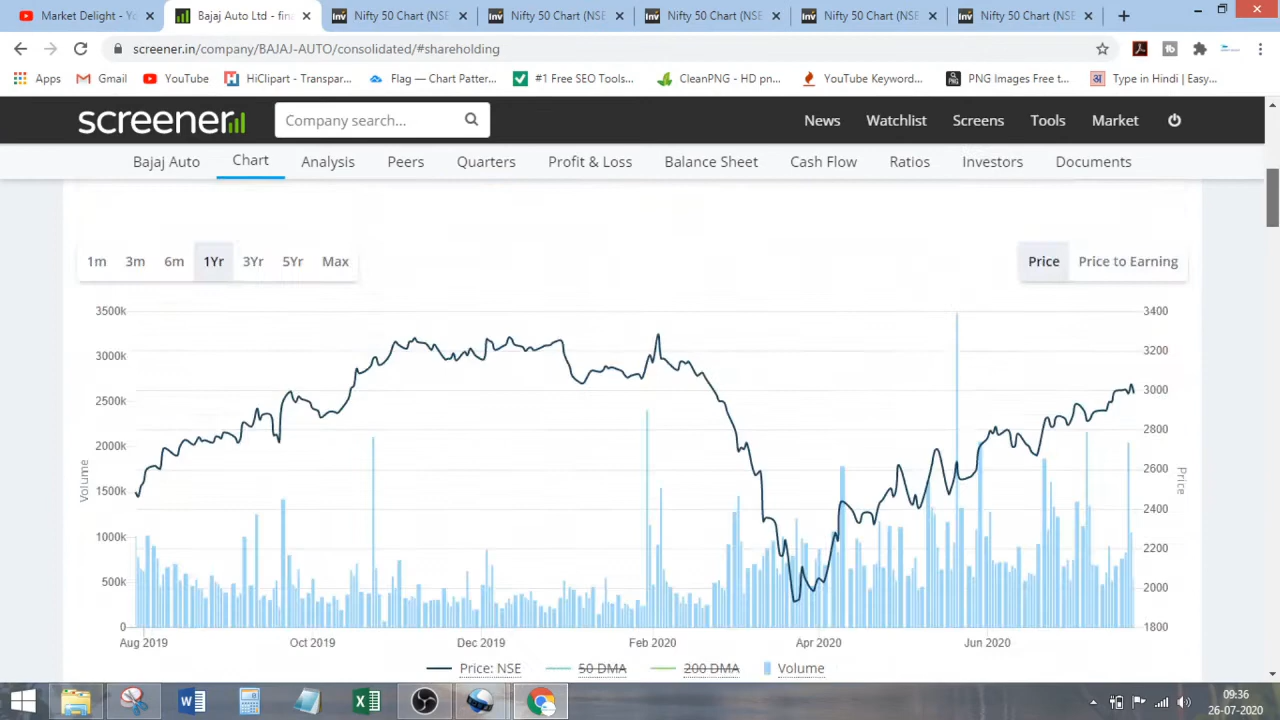 Market Delight - Yo
Bajaj Auto Ltd - fina
Nifty 50 Chart (NSE
Nifty 50 Chart (NSE
Nifty 50 Chart (NSE
Nifty 50 Chart (NSE
Nifty 50 Chart (NSE
screener.in/company/BAJAJ-AUTO/consolidated/#shareholding
Apps
Gmail
YouTube
HiClipart - Transpar...
Flag — Chart Patter...
#1 Free SEO Tools...
CleanPNG - HD pn...
YouTube Keyword...
PNG Images Free t...
Type in Hindi | Easy...
screener
Company search...
News
Watchlist
Screens
Tools
Market
Bajaj Auto
Chart
Analysis
Peers
Quarters
Profit & Loss
Balance Sheet
Cash Flow
Ratios
Investors
Documents
1m 3m 6m 1Yr 3Yr 5Yr Max
Price Price to Earning
3500k
3000k
2500k
2000k
1500k
1000k
500k
0
Volume
3400
3200
3000
2800
2600
2400
2200
2000
1800
Price
Aug 2019
Oct 2019
Dec 2019
Feb 2020
Apr 2020
Jun 2020
Price: NSE
50 DMA
200 DMA
Volume
09:36
26-07-2020